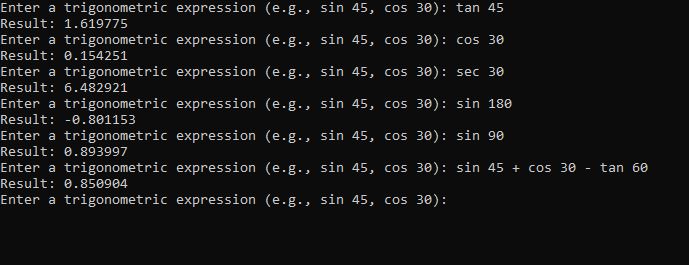 Enter a trigonometric expression (e.g., sin 45, cos 30): tan 45
Result: 1.619775
Enter a trigonometric expression (e.g., sin 45, cos 30): cos 30
Result: 0.154251
Enter a trigonometric expression (e.g., sin 45, cos 30): sec 30
Result: 6.482921
Enter a trigonometric expression (e.g., sin 45, cos 30): sin 180
Result: -0.801153
Enter a trigonometric expression (e.g., sin 45, cos 30): sin 90
Result: 0.893997
Enter a trigonometric expression (e.g., sin 45, cos 30): sin 45 + cos 30 - tan 60
Result: 0.850904
Enter a trigonometric expression (e.g., sin 45, cos 30):